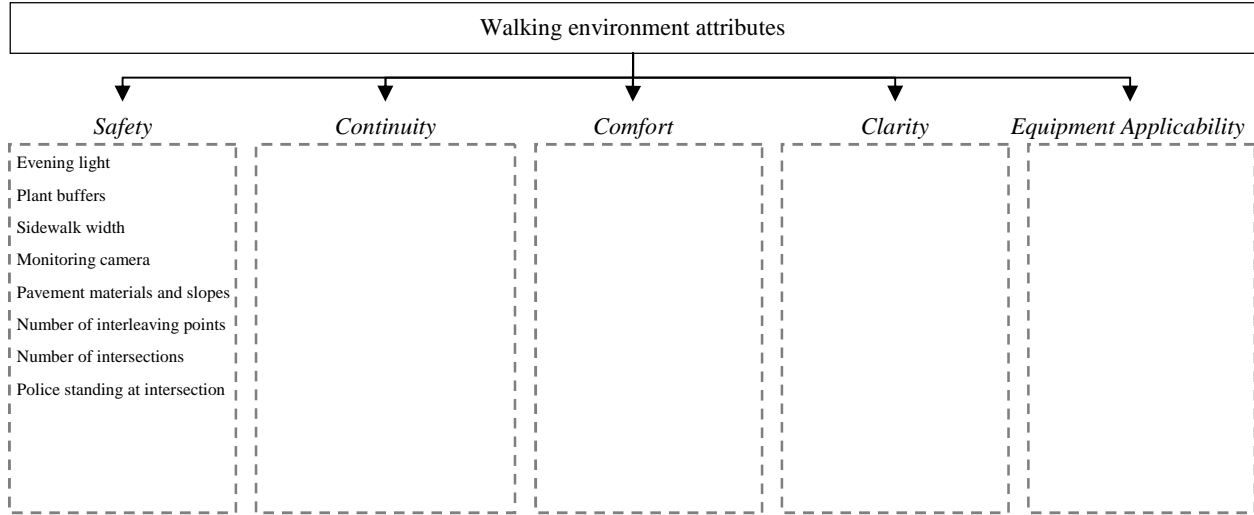 Walking environment attributes
Safety
Continuity
Comfort
Clarity
Equipment Applicability
Evening light
Plant buffers
Sidewalk width
Monitoring camera
Pavement materials and slopes
Number of interleaving points
Number of intersections
Police standing at intersection